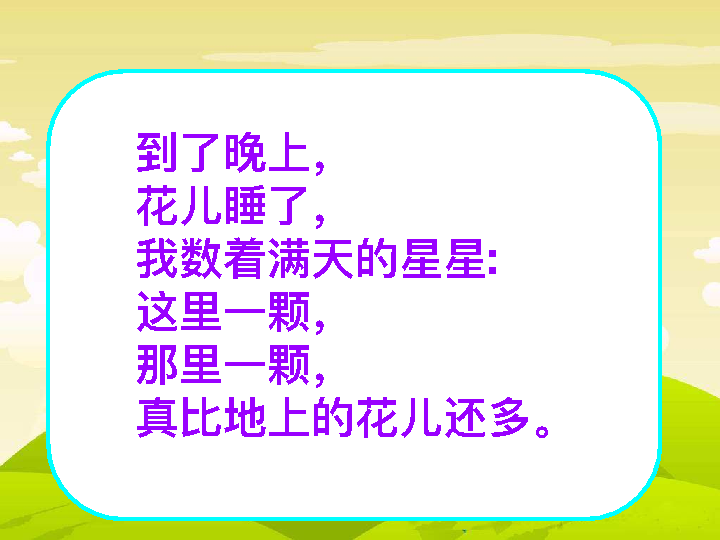 到了晚上，
花儿睡了，
我数着满天的星星:
这里一颗，
那里一颗，
真比地上的花儿还多。